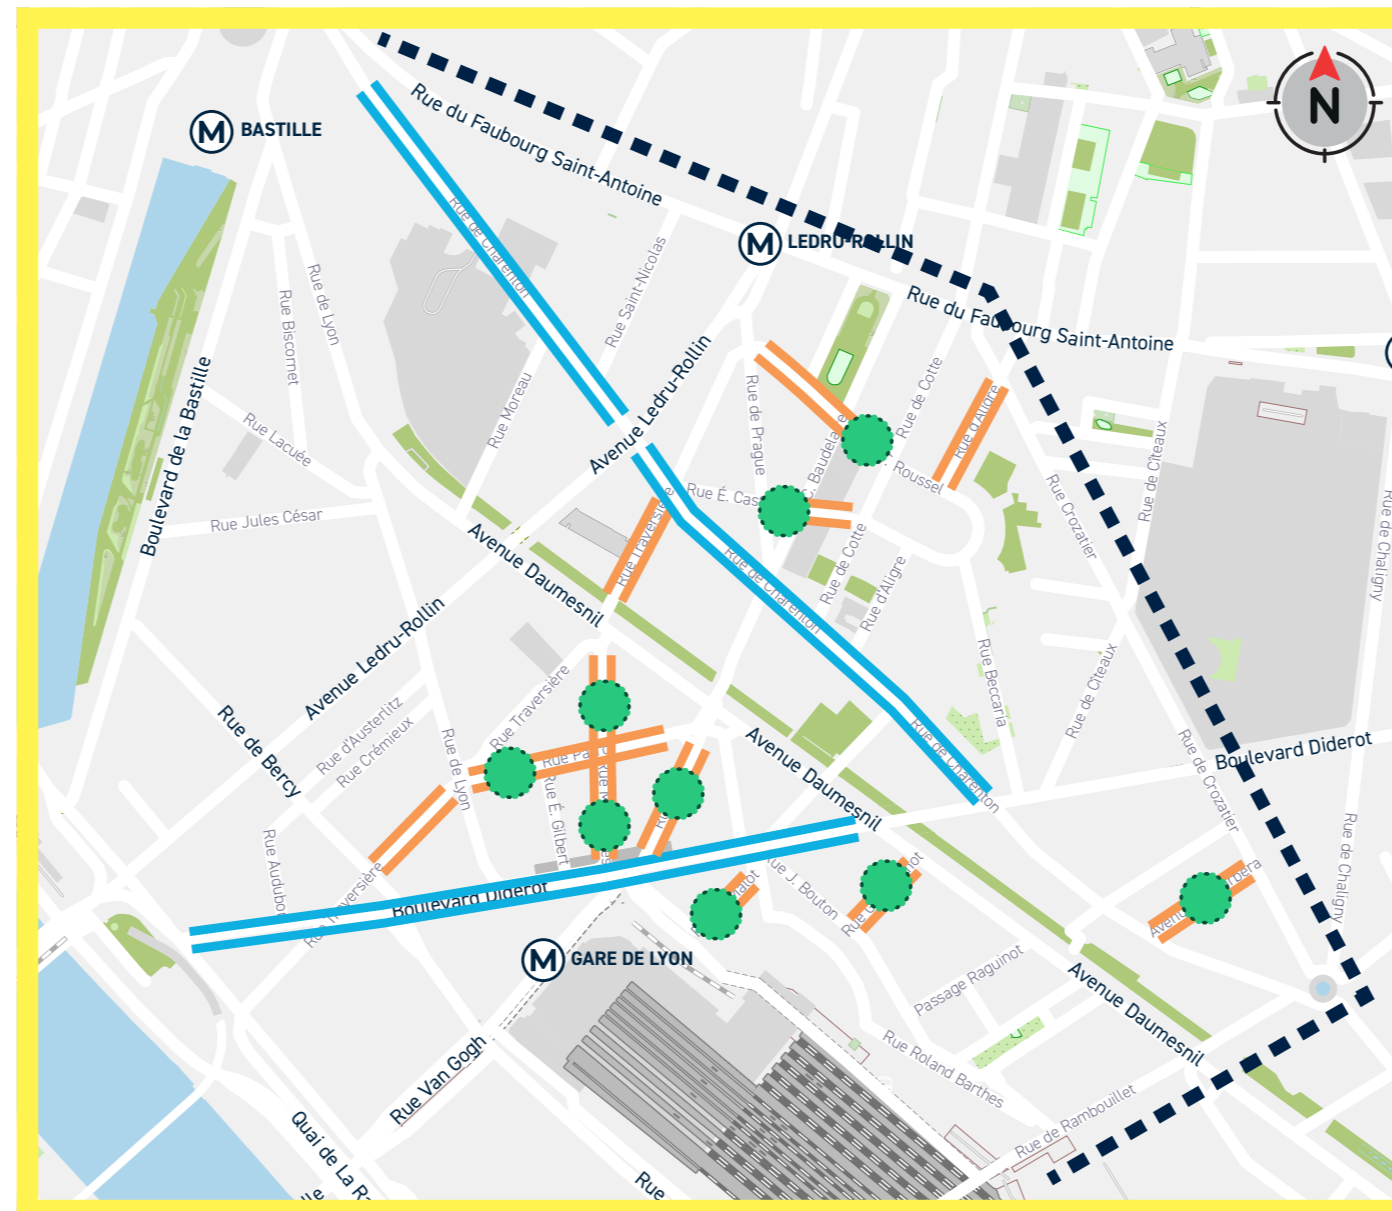 N
Rue du Faubourg Saint-Antoine
M BASTILLE
Rue de Charenton
M LEDRU-ROLLIN
Rue Saint-Nicolas
Rue de Lyon
Rue Biscornet
Rue du Faubourg Saint-Antoine
Avenue Ledru-Rollin
Rue Moreau
Boulevard de la Bastille
Rue de Prague
Rue de Cotte
Rue d'Aligre
Rue Lacuée
Baudelaire
Roussel
Rue de Cîteaux
Rue Jules César
Rue É.
Rue Crozatier
Rue de Chaligny
Rue Traversière
Avenue Daumesnil
Rue de Charenton
Rue de Cotte
Rue d'Aligre
Avenue Ledru-Rollin
Rue Beccaria
Rue de Cîteaux
Rue d'Austerlitz
Rue Crémieux
Rue Traversière
Rue de Bercy
Rue de Lyon
Avenue Daumesnil
Rue de Charenton
Boulevard Diderot
Rue de Crozatier
Rue É. Gilbert
Rue Traversière
Boulevard Diderot
Rue J. Bouton
Rue de Chaligny
M GARE DE LYON
Passage Raguinot
Avenue Daumesnil
Rue Van Gogh
Rue Roland Barthes
Rue de Rambouillet
Quai de La
Rue